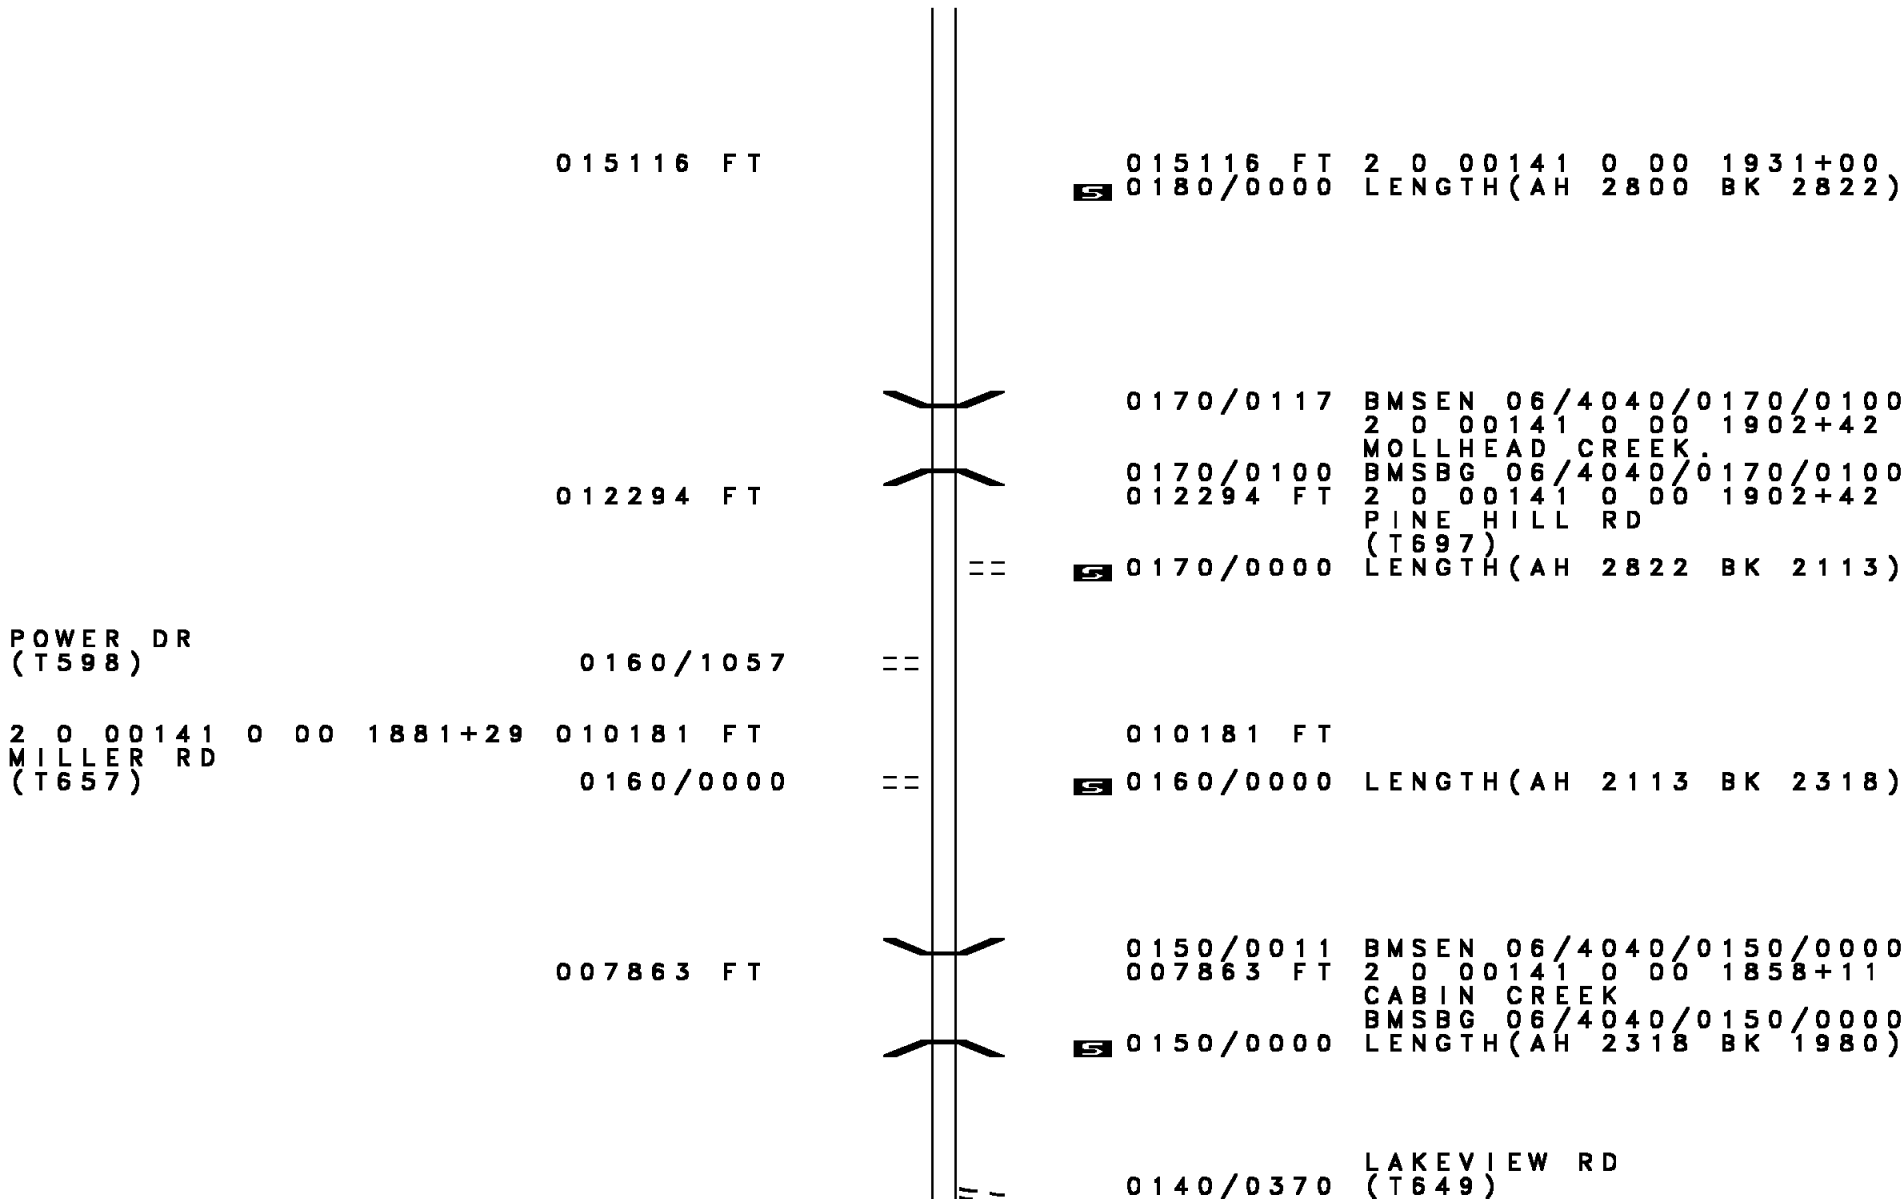 015116 FT 015116 FT 2 0 00141 0 00 1931+00
S 0180/0000 LENGTH(AH 2800 BK 2822)
0170/0117 BMSEN 06/4040/0170/0100
2 0 00141 0 00 1902+42
MOLLHEAD CREEK.
0170/0100 BMSBG 06/4040/0170/0100
012294 FT 012294 FT 2 0 00141 0 00 1902+42
PINE HILL RD
(T697)
S 0170/0000 LENGTH(AH 2822 BK 2113)
POWER DR
(T598) 0160/1057
2 0 00141 0 00 1881+29 010181 FT 010181 FT
MILLER RD
(T657) 0160/0000 S 0160/0000 LENGTH(AH 2113 BK 2318)
0150/0011 BMSEN 06/4040/0150/0000
007863 FT 007863 FT 2 0 00141 0 00 1858+11
CABIN CREEK
BMSBG 06/4040/0150/0000
S 0150/0000 LENGTH(AH 2318 BK 1980)
LAKEVIEW RD
0140/0370 (T649)